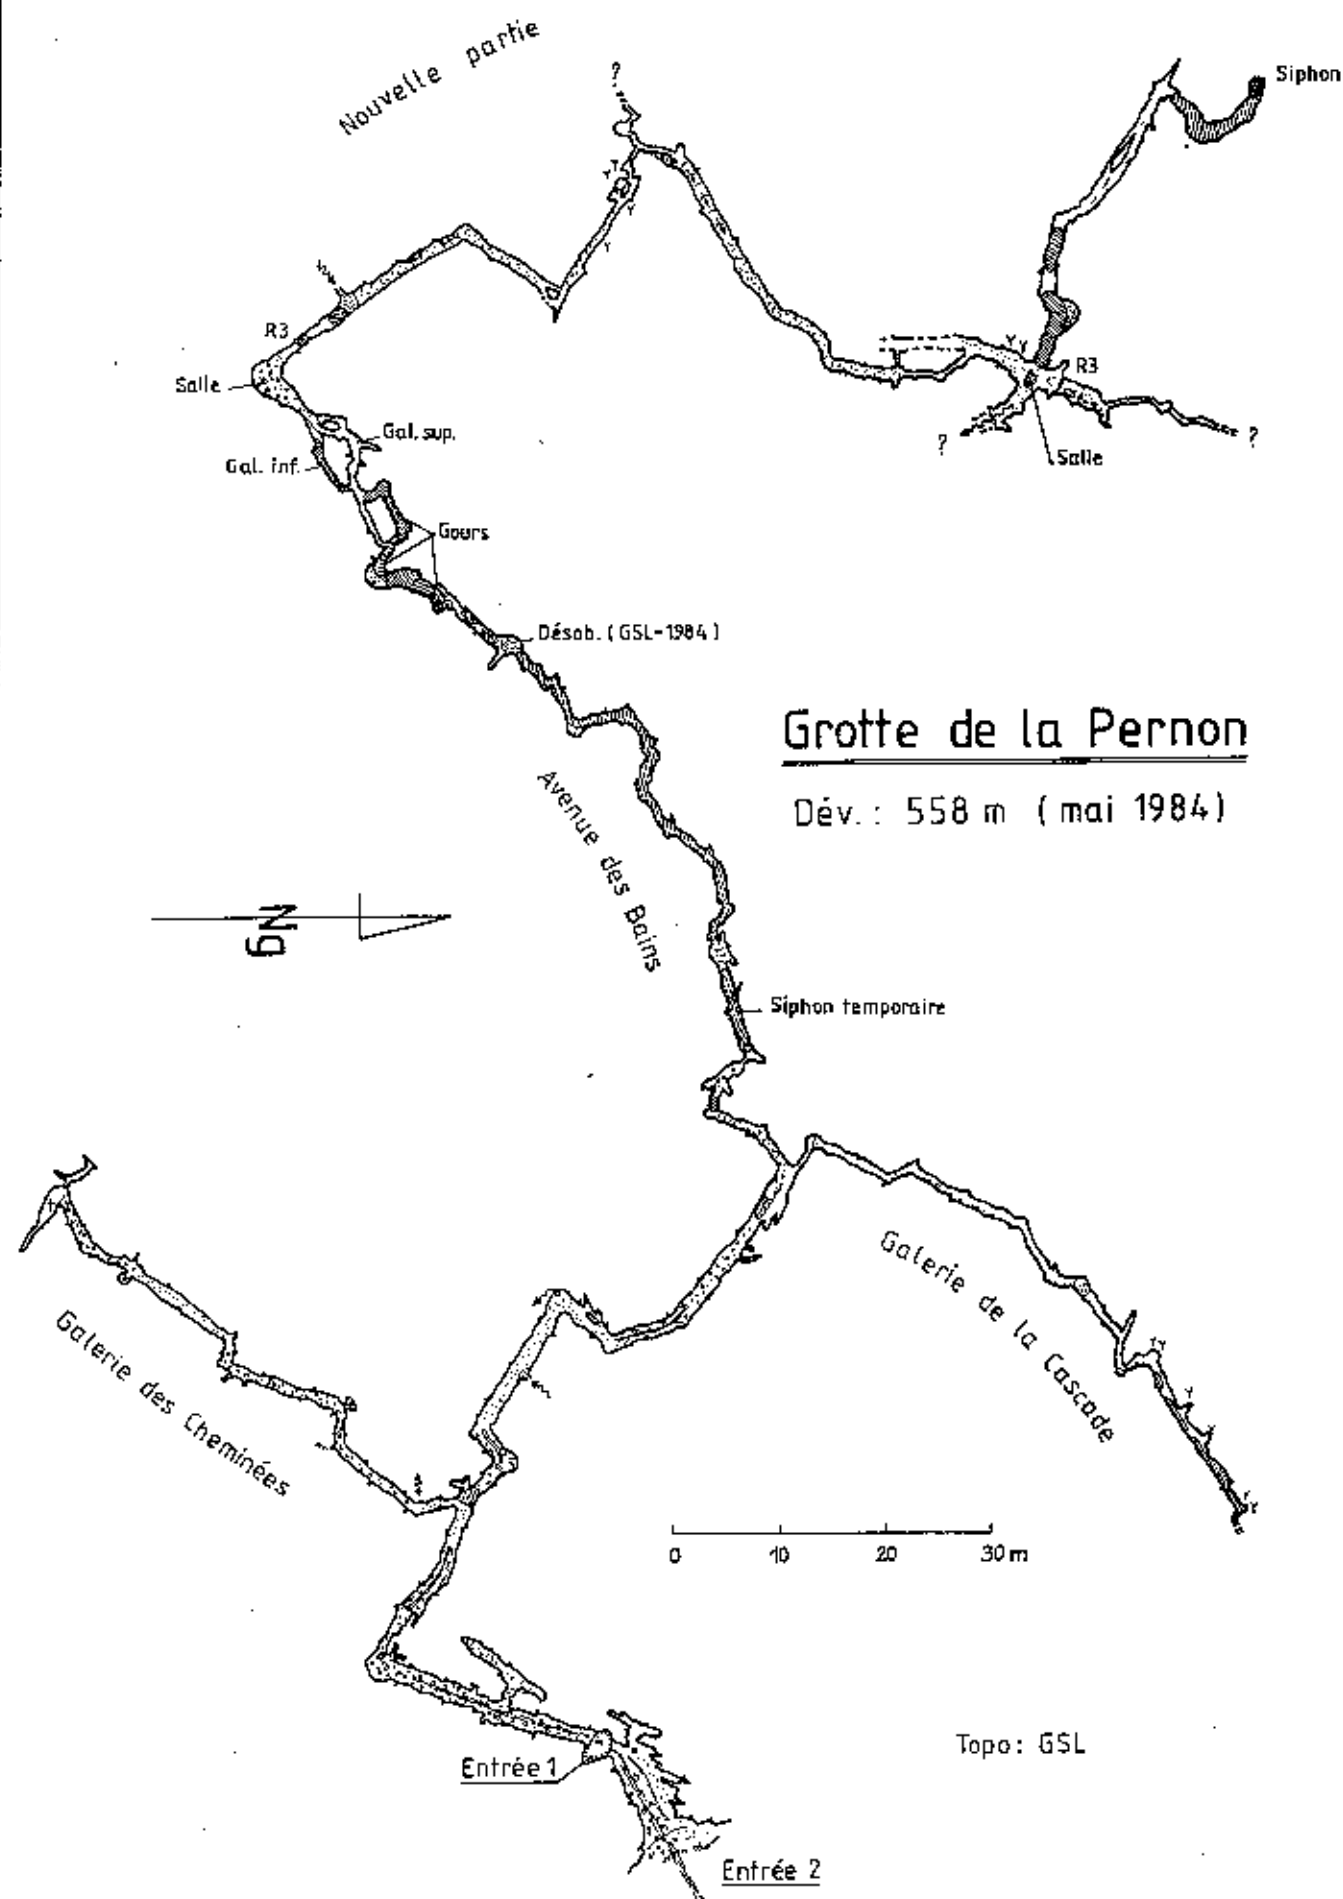 Nouvelle partie
?
Siphon
R3
Salle
Gal. sup.
Gal. inf.
R3
?
?
Salle
Gours
Désob. (GSL-1984)
Grotte de la Pernon
Dév. : 558 m (mai 1984)
Avenue des Bains
Ng
Siphon temporaire
Galerie de la Cascade
Galerie des Cheminées
0 10 20 30 m
Topo: GSL
Entrée 1
Entrée 2